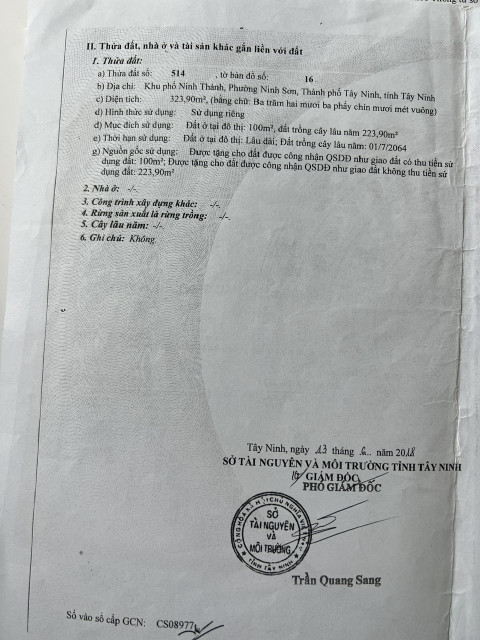 II. Thửa đất, nhà ở và tài sản khác gắn liền với đất
1. Thửa đất:
a) Thửa đất số: 514 , tờ bản đồ số: 16
b) Địa chỉ: Khu phố Ninh Thành, Phường Ninh Sơn, Thành phố Tây Ninh, tỉnh Tây Ninh
c) Diện tích: 323,90m², (bằng chữ: Ba trăm hai mươi ba phẩy chín mươi mét vuông)
d) Hình thức sử dụng: Sử dụng riêng
đ) Mục đích sử dụng: Đất ở tại đô thị: 100m², đất trồng cây lâu năm 223,90m²
e) Thời hạn sử dụng: Đất ở tại đô thị: Lâu dài; Đất trồng cây lâu năm: 01/7/2064
g) Nguồn gốc sử dụng: Được tặng cho đất được công nhận QSDĐ như giao đất có thu tiền sử
dụng đất: 100m²; Được tặng cho đất được công nhận QSDĐ như giao đất không thu tiền sử
dụng đất: 223,90m²
2. Nhà ở: -/-
3. Công trình xây dựng khác: -/-
4. Rừng sản xuất là rừng trồng: -/-
5. Cây lâu năm: -/-
6. Ghi chú: Không
Tây Ninh, ngày 13 tháng 6 năm 2018
SỞ TÀI NGUYÊN VÀ MÔI TRƯỜNG TỈNH TÂY NINH
GIÁM ĐỐC
PHÓ GIÁM ĐỐC
SỞ
TÀI NGUYÊN
VÀ
MÔI TRƯỜNG
TỈNH TÂY NINH
Trần Quang Sang
Số vào sổ cấp GCN: CS08977